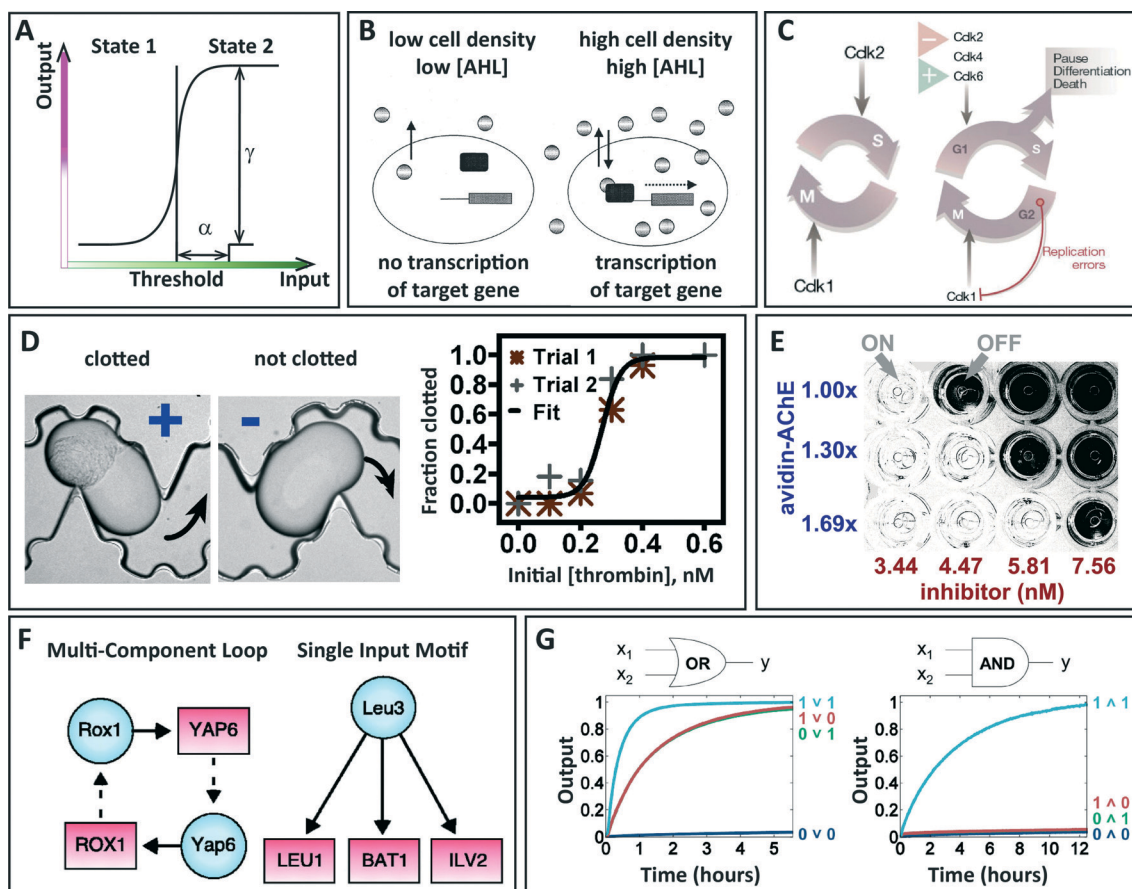 A
State 1
State 2
Output
γ
α
Threshold
Input
B
low cell density
low [AHL]
high cell density
high [AHL]
no transcription
of target gene
transcription
of target gene
C
Cdk2
−
+
Cdk2
Cdk4
Cdk6
Pause
Differentiation
Death
S
M
G1
S
M
G2
Cdk1
Cdk1
Replication
errors
D
clotted
not clotted
+
-
Fraction clotted
1.0
0.8
0.6
0.4
0.2
0.0
Trial 1
Trial 2
Fit
0.0 0.2 0.4 0.6
Initial [thrombin], nM
E
ON
OFF
avidin-AChE
1.00x
1.30x
1.69x
3.44 4.47 5.81 7.56
inhibitor (nM)
F
Multi-Component Loop
Single Input Motif
Rox1
YAP6
ROX1
Yap6
Leu3
LEU1
BAT1
ILV2
G
x1
x2
OR
y
Output
1
0.8
0.6
0.4
0.2
0
1 ∨ 1
1 ∨ 0
0 ∨ 1
0 ∨ 0
0 1 2 3 4 5
Time (hours)
x1
x2
AND
y
Output
1
0.8
0.6
0.4
0.2
0
1 ∧ 1
1 ∧ 0
0 ∧ 1
0 ∧ 0
0 2 4 6 8 10 12
Time (hours)